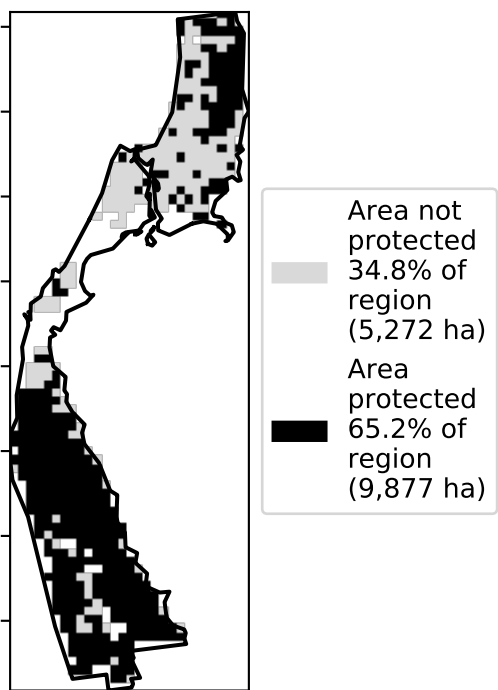 Area not
protected
34.8% of
region
(5,272 ha)
Area
protected
65.2% of
region
(9,877 ha)